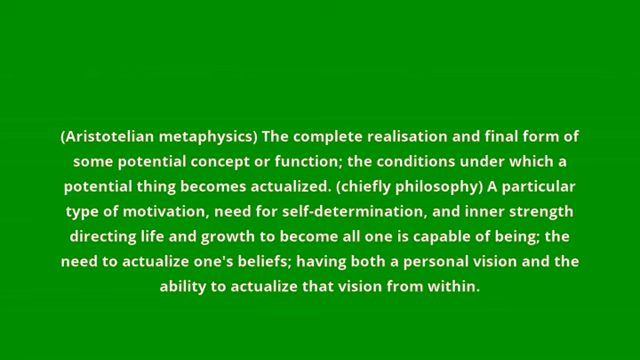 (Aristotelian metaphysics) The complete realisation and final form of
some potential concept or function; the conditions under which a
potential thing becomes actualized. (chiefly philosophy) A particular
type of motivation, need for self-determination, and inner strength
directing life and growth to become all one is capable of being; the
need to actualize one's beliefs; having both a personal vision and the
ability to actualize that vision from within.